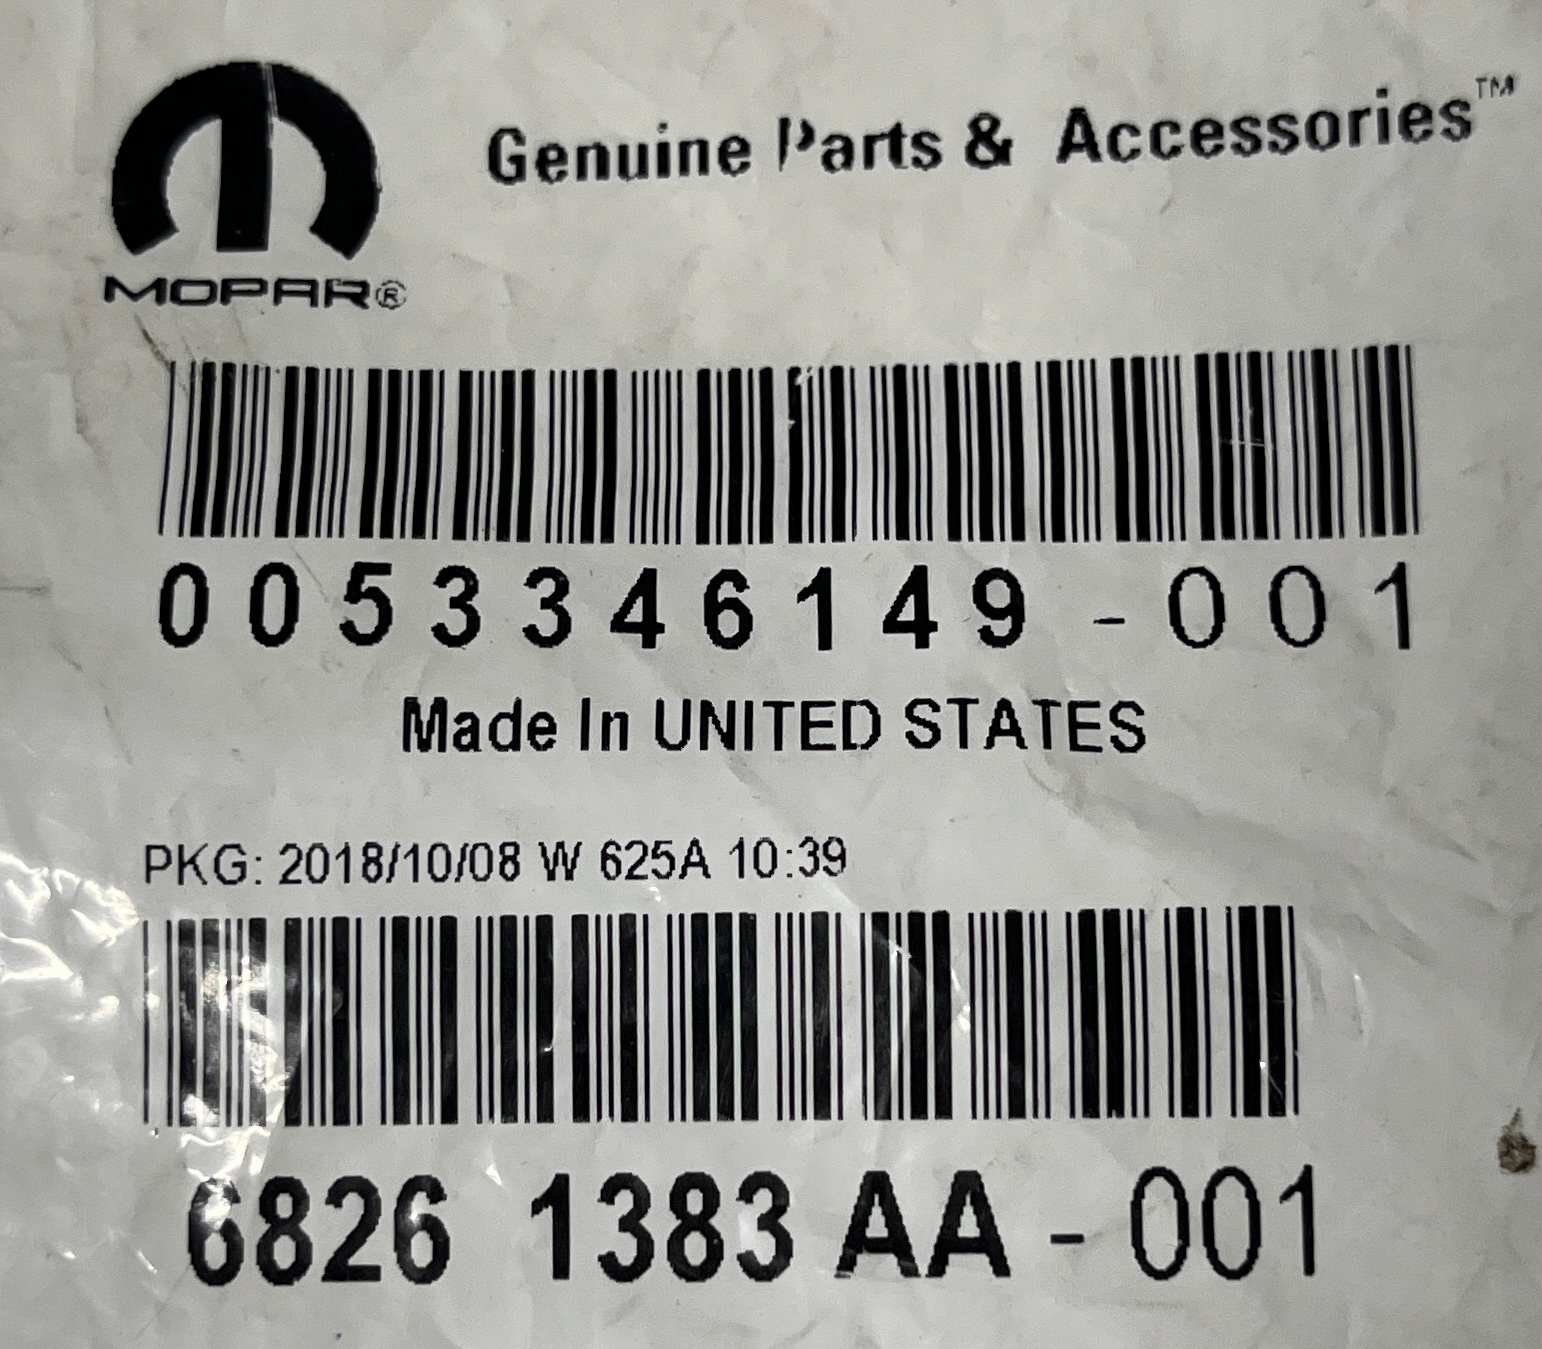 Genuine Parts & Accessories™
MOPAR®
0053346149-001
Made In UNITED STATES
PKG: 2018/10/08 W 625A 10:39
6826 1383 AA - 001